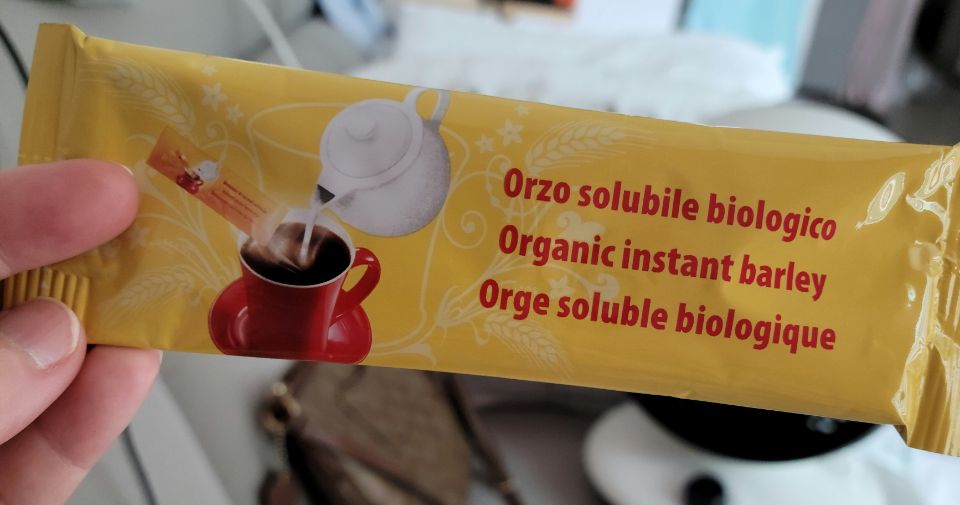 Orzo solubile biologico
Organic instant barley
Orge soluble biologique